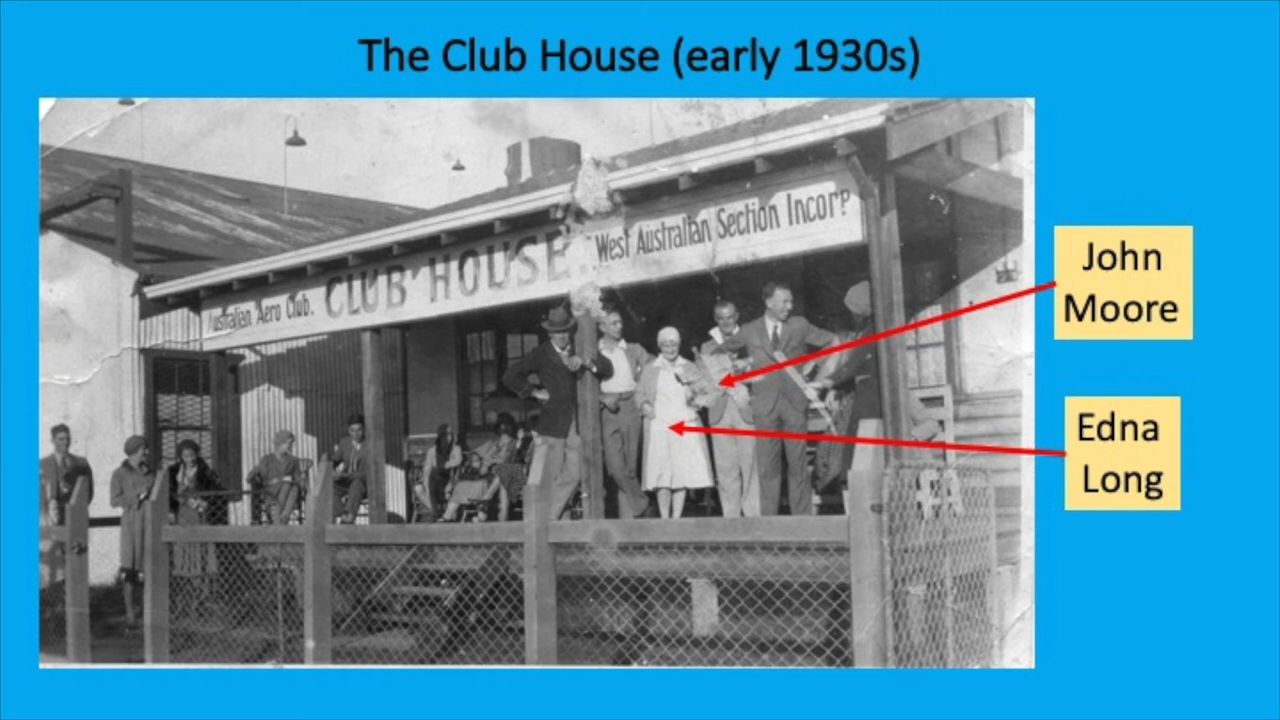 The Club House (early 1930s)
Australian Aero Club. CLUB HOUSE. West Australian Section Incorp
John
Moore
Edna
Long